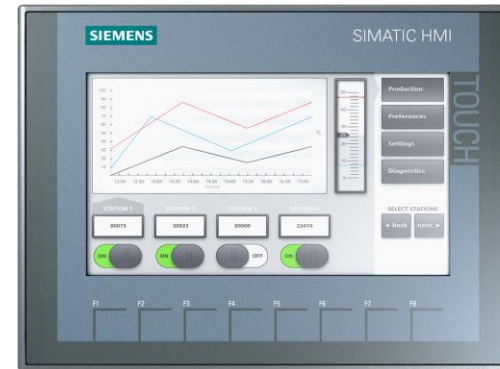 SIEMENS
SIMATIC HMI
TOUCH
Production
Preferences
Settings
Diagnostics
SELECT STATIONS
◂ back next ▸
STATION 1 STATION 2 STATION 3 STATION 4
00075 30923 00000 23410
ON ON OFF ON
F1 F2 F3 F4 F5 F6 F7 F8